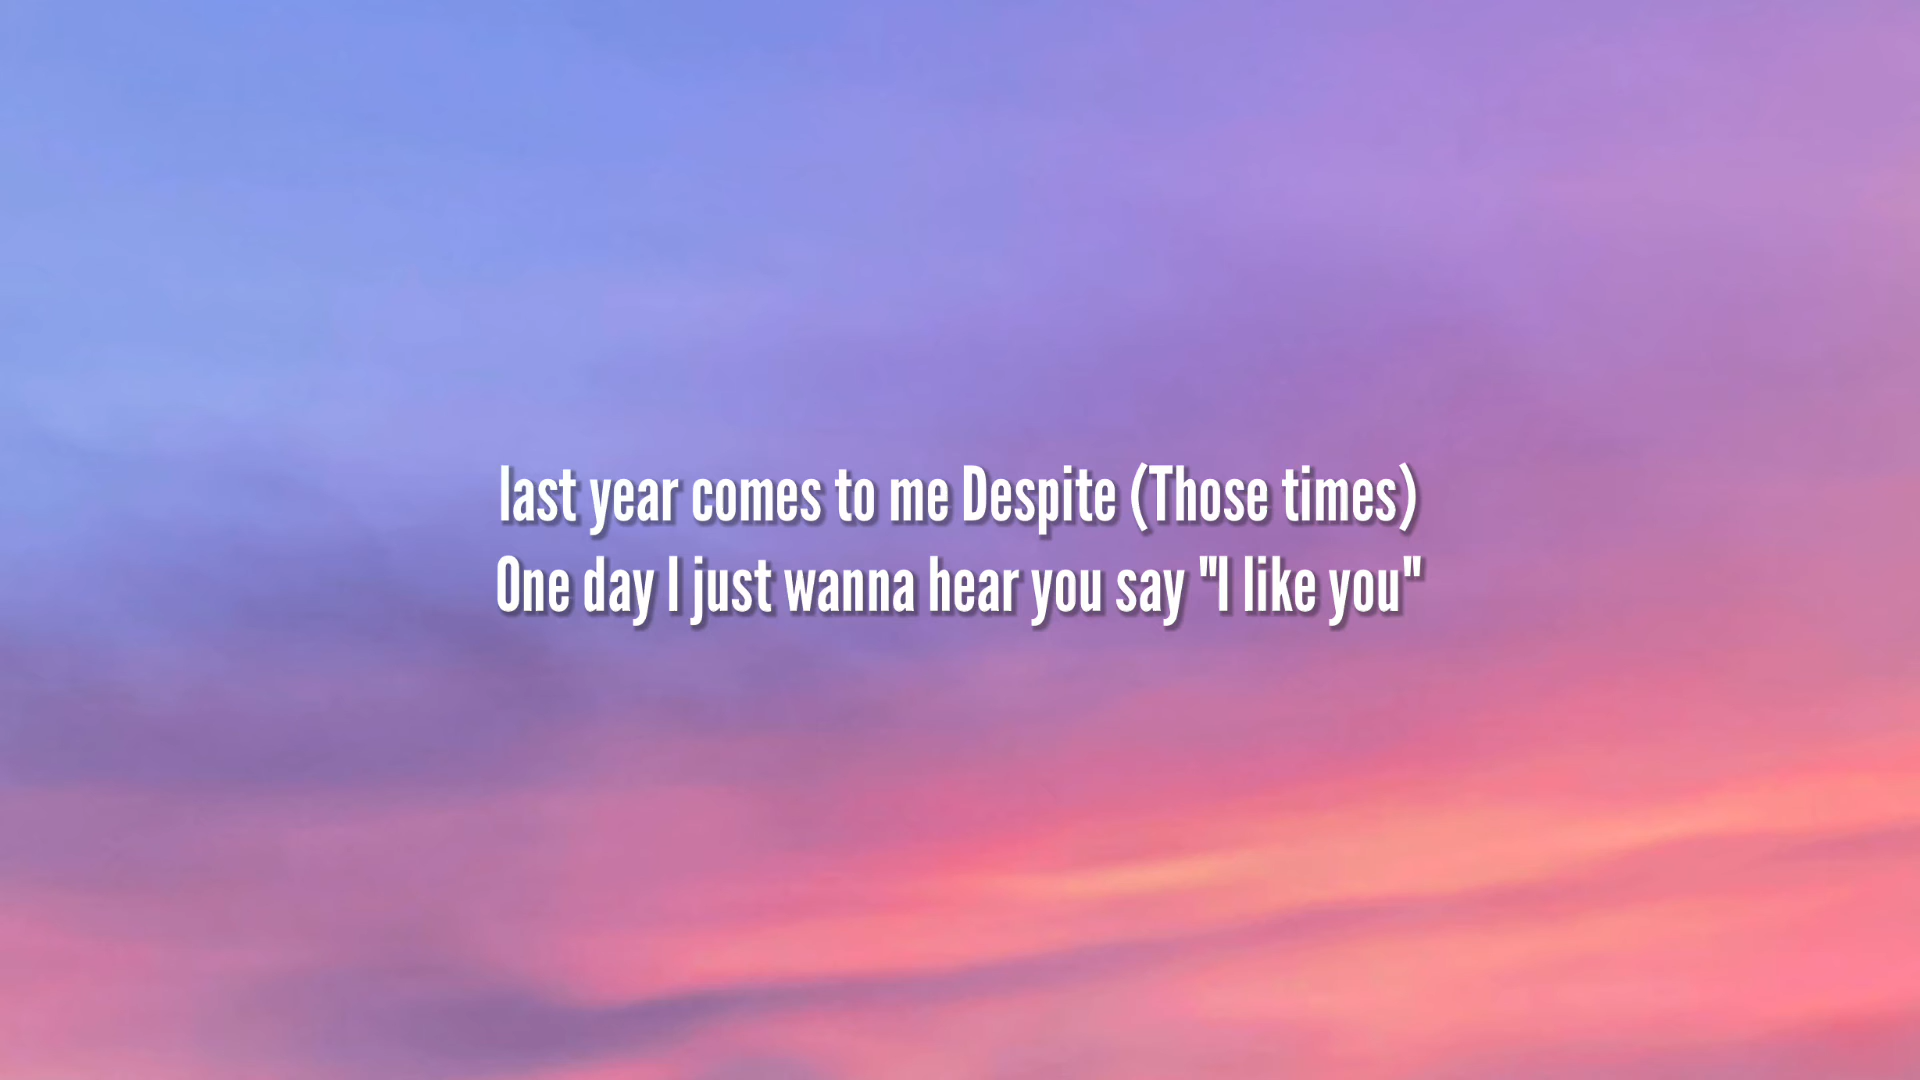 last year comes to me Despite (Those times)
One day I just wanna hear you say "I like you"